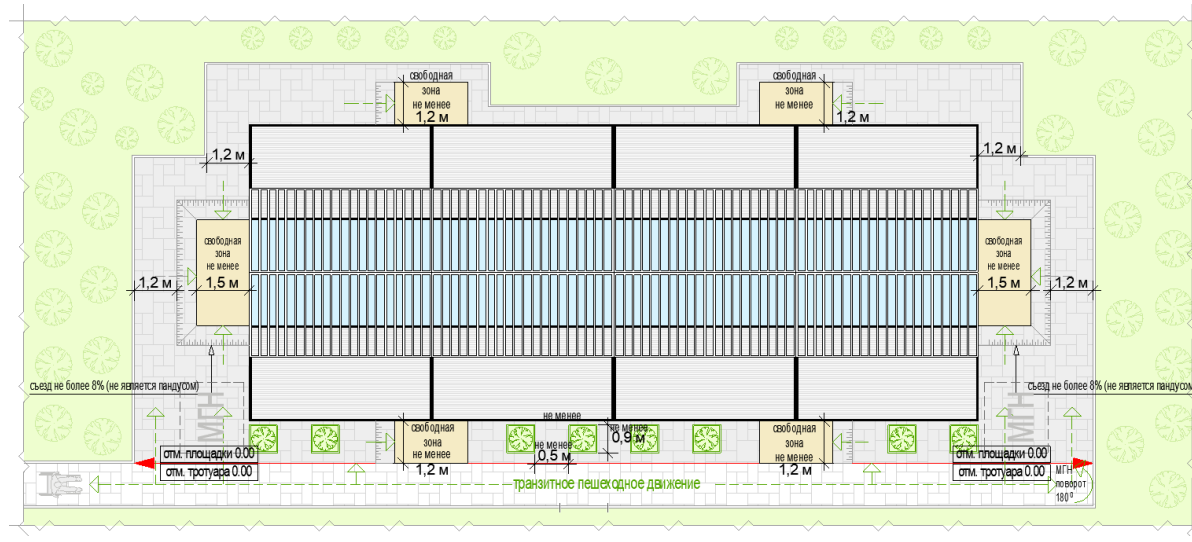 свободная
зона
не менее
1,2 м
свободная
зона
не менее
1,2 м
1,2 м
1,2 м
свободная
зона
не менее
1,5 м
1,2 м
свободная
зона
не менее
1,5 м
1,2 м
съезд не более 8% (не является пандусом)
съезд не более 8% (не является пандусом
МГН
МГН
не менее
0,9 м
не менее
не менее
0,5 м
свободная
зона
не менее
1,2 м
свободная
зона
не менее
1,2 м
отм. площадки 0.00
отм. тротуара 0.00
отм. площадки 0.00
отм. тротуара 0.00
транзитное пешеходное движение
МГН
поворот
180°